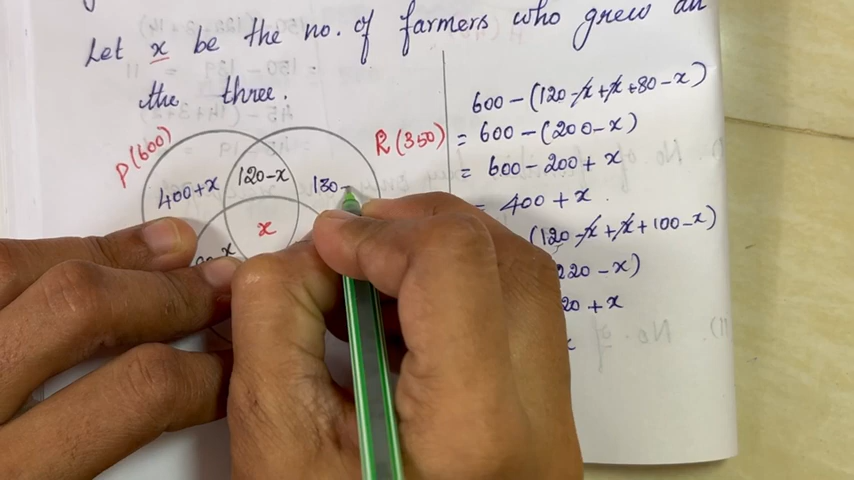 Let x be the no. of farmers who grew all
the three.
P(600)
R(350)
400+x
120-x
130-
x
600-(120-x+x+80-x)
= 600-(200-x)
= 600-200+x
= 400+x
(120-x+x+100-x)
220-x)
20+x
x